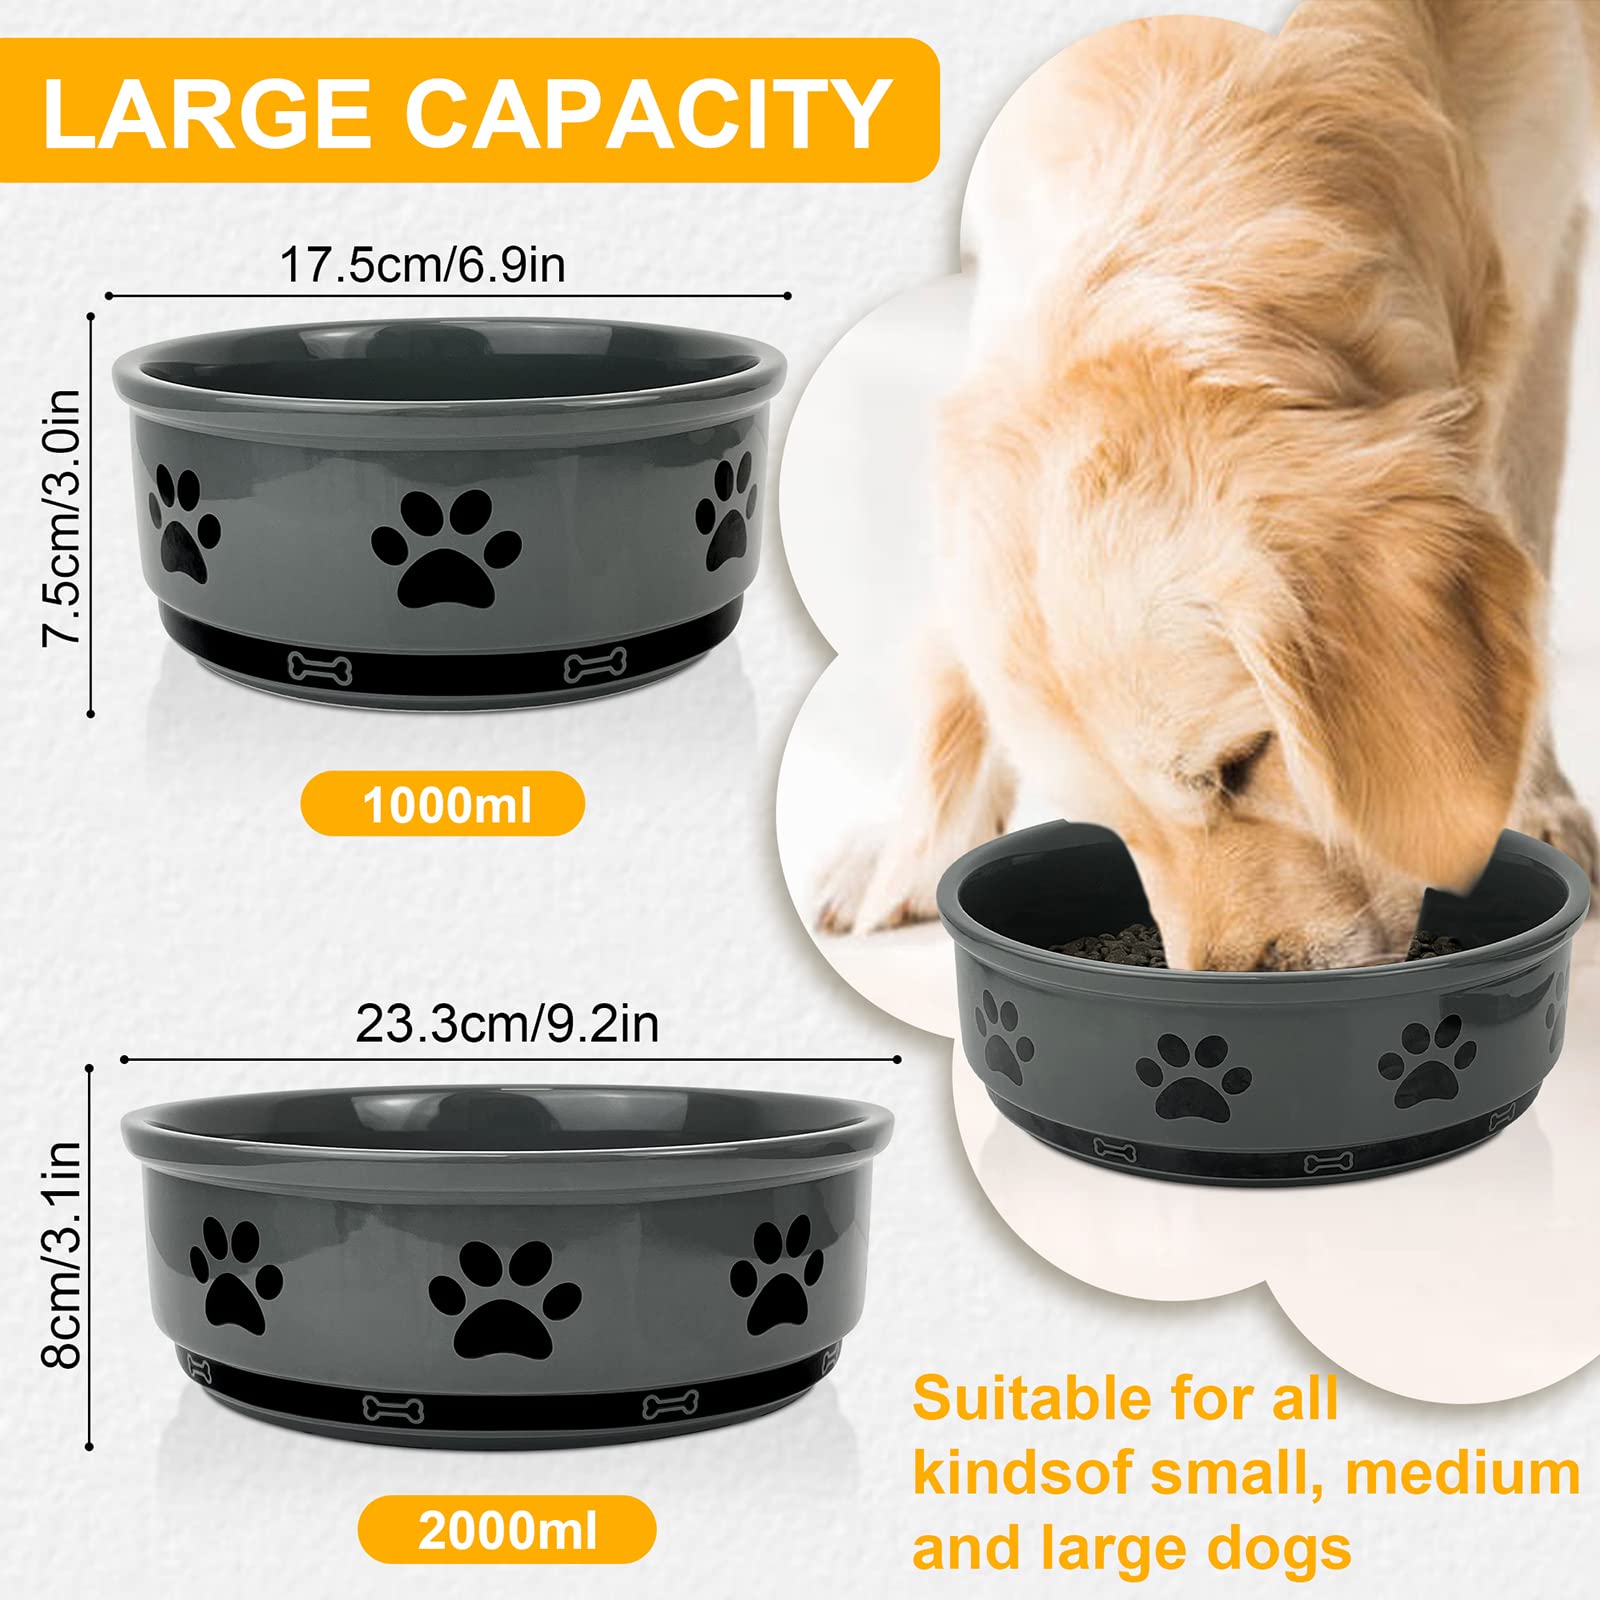 LARGE CAPACITY
17.5cm/6.9in
7.5cm/3.0in
1000ml
23.3cm/9.2in
8cm/3.1in
2000ml
Suitable for all
kindsof small, medium
and large dogs